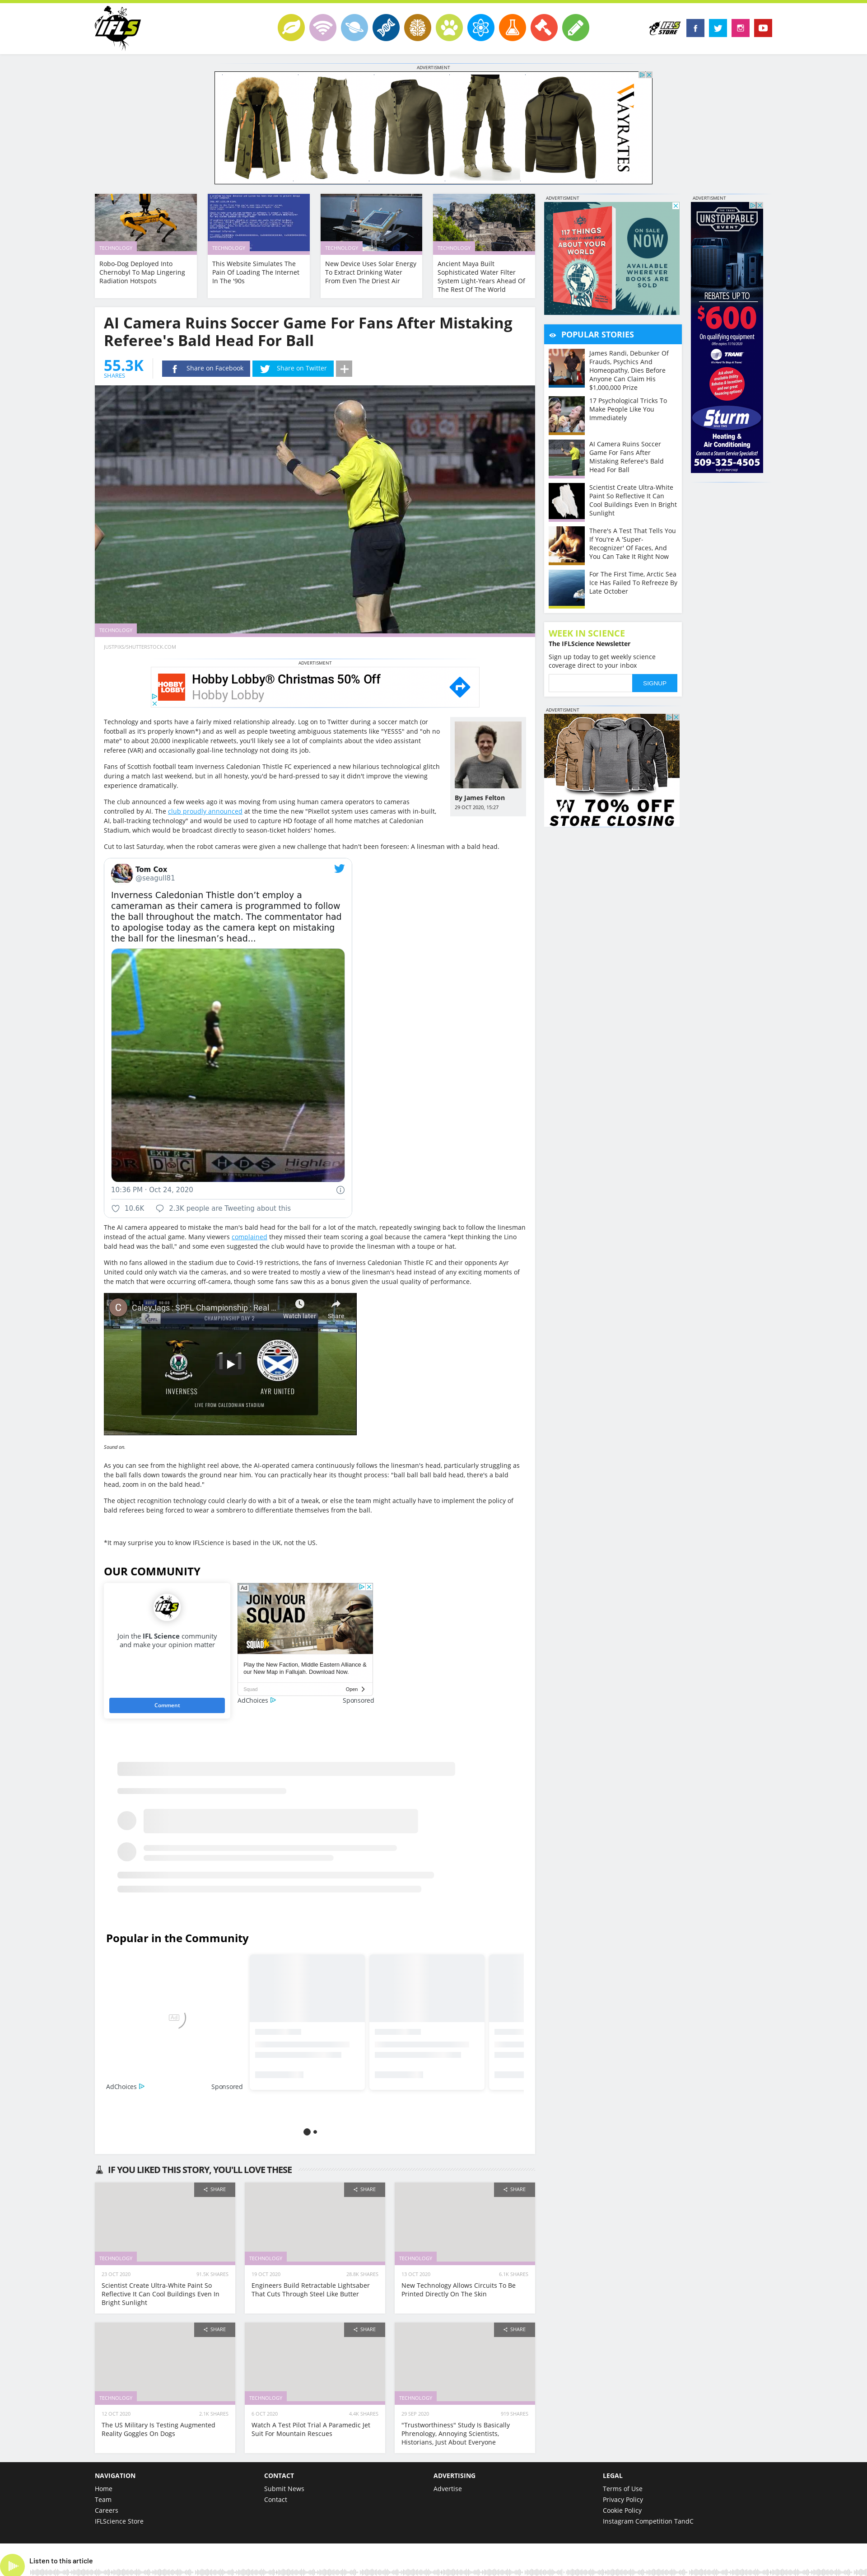 IFLS
IFLS STORE
ADVERTISMENT
WAYRATES
TECHNOLOGY
Robo-Dog Deployed Into
Chernobyl To Map Lingering
Radiation Hotspots
TECHNOLOGY
This Website Simulates The
Pain Of Loading The Internet
In The '90s
TECHNOLOGY
New Device Uses Solar Energy
To Extract Drinking Water
From Even The Driest Air
TECHNOLOGY
Ancient Maya Built
Sophisticated Water Filter
System Light-Years Ahead Of
The Rest Of The World
AI Camera Ruins Soccer Game For Fans After Mistaking
Referee's Bald Head For Ball
55.3K
SHARES
Share on Facebook
Share on Twitter
TECHNOLOGY
ADVERTISMENT
HOBBY LOBBY
Hobby Lobby® Christmas 50% Off
Hobby Lobby
Technology and sports have a fairly mixed relationship already. Log on to Twitter during a soccer match (or
football as it's properly known*) and as well as people tweeting ambiguous statements like "YESSS" and "oh no
mate" to about 20,000 inexplicable retweets, you'll likely see a lot of complaints about the video assistant
referee (VAR) and occasionally goal-line technology not doing its job.
Fans of Scottish football team Inverness Caledonian Thistle FC experienced a new hilarious technological glitch
during a match last weekend, but in all honesty, you'd be hard-pressed to say it didn't improve the viewing
experience dramatically.
The club announced a few weeks ago it was moving from using human camera operators to cameras
controlled by AI. The club proudly announced at the time the new "Pixellot system uses cameras with in-built,
AI, ball-tracking technology" and would be used to capture HD footage of all home matches at Caledonian
Stadium, which would be broadcast directly to season-ticket holders' homes.
Cut to last Saturday, when the robot cameras were given a new challenge that hadn't been foreseen: A linesman with a bald head.
By James Felton
29 OCT 2020, 15:27
Tom Cox
@seagull81
Inverness Caledonian Thistle don't employ a
cameraman as their camera is programmed to follow
the ball throughout the match. The commentator had
to apologise today as the camera kept on mistaking
the ball for the linesman's head...
EXIT
HDS
Highland
10:36 PM · Oct 24, 2020
10.6K
2.3K people are Tweeting about this
The AI camera appeared to mistake the man's bald head for the ball for a lot of the match, repeatedly swinging back to follow the linesman
instead of the actual game. Many viewers complained they missed their team scoring a goal because the camera "kept thinking the Lino
bald head was the ball," and some even suggested the club would have to provide the linesman with a toupe or hat.
With no fans allowed in the stadium due to Covid-19 restrictions, the fans of Inverness Caledonian Thistle FC and their opponents Ayr
United could only watch via the cameras, and so were treated to mostly a view of the linesman's head instead of any exciting moments of
the match that were occurring off-camera, though some fans saw this as a bonus given the usual quality of performance.
C
CaleyJags : SPFL Championship : Real ...
Watch later
Share
CHAMPIONSHIP DAY 2
INVERNESS
AYR UNITED
LIVE FROM CALEDONIAN STADIUM
Sound on.
As you can see from the highlight reel above, the AI-operated camera continuously follows the linesman's head, particularly struggling as
the ball falls down towards the ground near him. You can practically hear its thought process: "ball ball ball bald head, there's a bald
head, zoom in on the bald head."
The object recognition technology could clearly do with a bit of a tweak, or else the team might actually have to implement the policy of
bald referees being forced to wear a sombrero to differentiate themselves from the ball.
*It may surprise you to know IFLScience is based in the UK, not the US.
OUR COMMUNITY
IFLS
Join the IFL Science community
and make your opinion matter
Comment
Ad
JOIN YOUR
SQUAD
SQUAD
Play the New Faction, Middle Eastern Alliance &
our New Map in Fallujah. Download Now.
Squad
Open
AdChoices
Sponsored
Popular in the Community
Ad
AdChoices
Sponsored
IF YOU LIKED THIS STORY, YOU'LL LOVE THESE
SHARE
TECHNOLOGY
23 OCT 2020
91.5K SHARES
Scientist Create Ultra-White Paint So
Reflective It Can Cool Buildings Even In
Bright Sunlight
SHARE
TECHNOLOGY
19 OCT 2020
28.8K SHARES
Engineers Build Retractable Lightsaber
That Cuts Through Steel Like Butter
SHARE
TECHNOLOGY
13 OCT 2020
6.1K SHARES
New Technology Allows Circuits To Be
Printed Directly On The Skin
SHARE
TECHNOLOGY
12 OCT 2020
2.1K SHARES
The US Military Is Testing Augmented
Reality Goggles On Dogs
SHARE
TECHNOLOGY
6 OCT 2020
4.4K SHARES
Watch A Test Pilot Trial A Paramedic Jet
Suit For Mountain Rescues
SHARE
TECHNOLOGY
29 SEP 2020
919 SHARES
"Trustworthiness" Study Is Basically
Phrenology, Annoying Scientists,
Historians, Just About Everyone
ADVERTISMENT
117 THINGS
ABOUT YOUR
WORLD
ON SALE
NOW
AVAILABLE
WHEREVER
BOOKS ARE
SOLD
POPULAR STORIES
James Randi, Debunker Of
Frauds, Psychics And
Homeopathy, Dies Before
Anyone Can Claim His
$1,000,000 Prize
17 Psychological Tricks To
Make People Like You
Immediately
AI Camera Ruins Soccer
Game For Fans After
Mistaking Referee's Bald
Head For Ball
Scientist Create Ultra-White
Paint So Reflective It Can
Cool Buildings Even In Bright
Sunlight
There's A Test That Tells You
If You're A 'Super-
Recognizer' Of Faces, And
You Can Take It Right Now
For The First Time, Arctic Sea
Ice Has Failed To Refreeze By
Late October
WEEK IN SCIENCE
The IFLScience Newsletter
Sign up today to get weekly science
coverage direct to your inbox
SIGNUP
ADVERTISMENT
70% OFF
STORE CLOSING
ADVERTISMENT
UNSTOPPABLE
EVENT
REBATES UP TO
$600
On qualifying equipment
TRANE
Sturm
Heating &
Air Conditioning
Contact a Sturm Service Specialist!
509-325-4505
NAVIGATION
Home
Team
Careers
IFLScience Store
CONTACT
Submit News
Contact
ADVERTISING
Advertise
LEGAL
Terms of Use
Privacy Policy
Cookie Policy
Instagram Competition TandC
Listen to this article